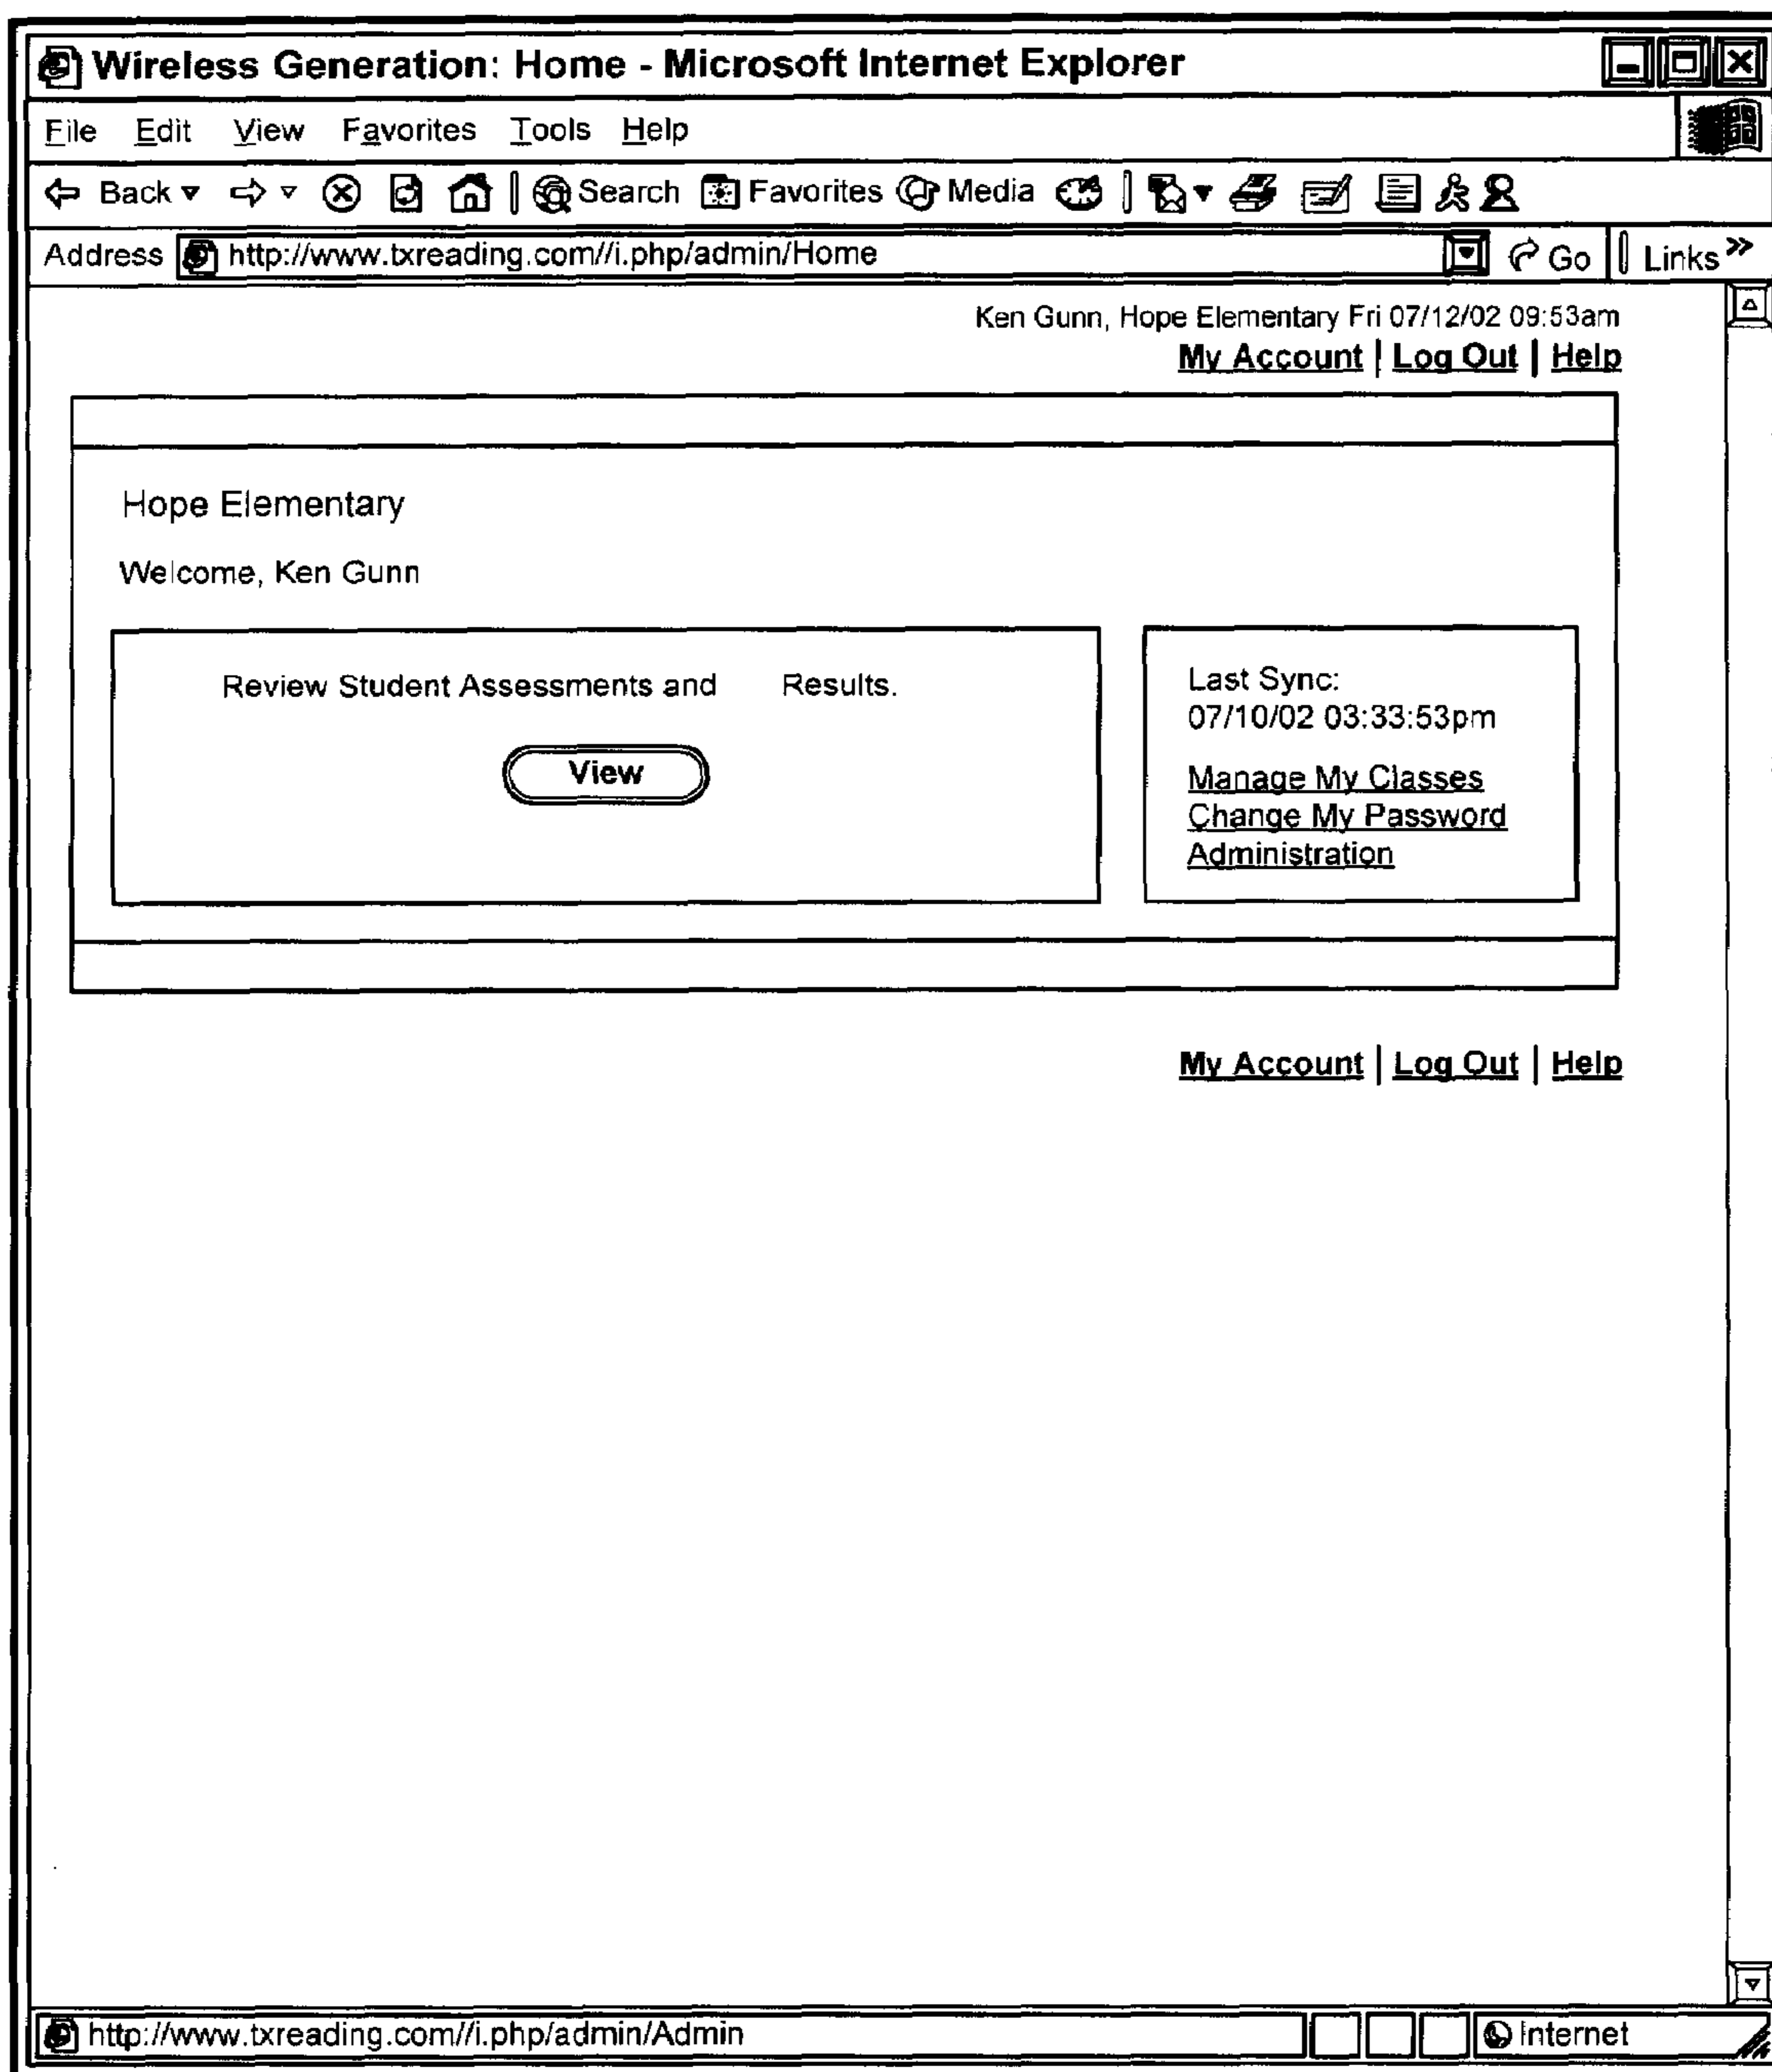 Wireless Generation: Home - Microsoft Internet Explorer
File Edit View Favorites Tools Help
Back Search Favorites Media
Address http://www.txreading.com//i.php/admin/Home Go Links »
Ken Gunn, Hope Elementary Fri 07/12/02 09:53am
My Account | Log Out | Help
Hope Elementary
Welcome, Ken Gunn
Review Student Assessments and Results.
View
Last Sync:
07/10/02 03:33:53pm
Manage My Classes
Change My Password
Administration
My Account | Log Out | Help
http://www.txreading.com//i.php/admin/Admin Internet